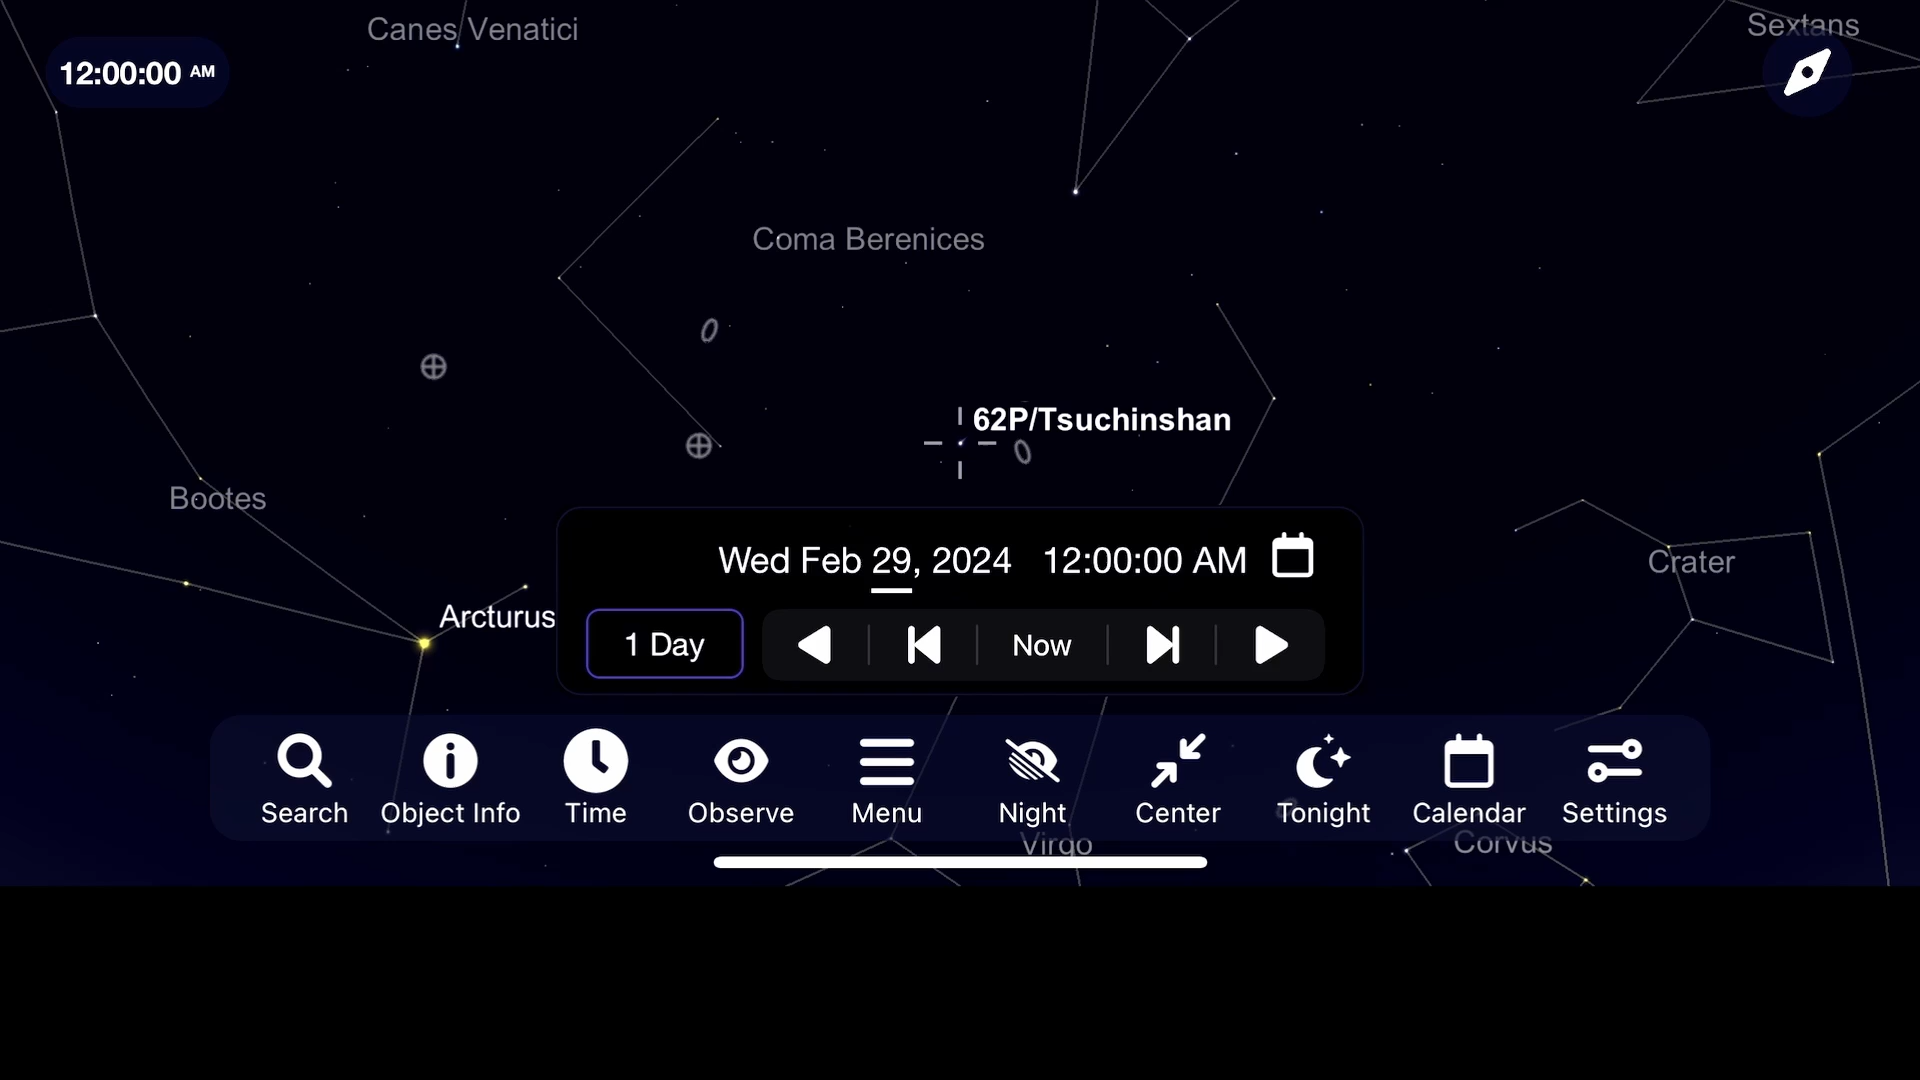 Canes Venatici
Sextans
12:00:00 AM
Coma Berenices
62P/Tsuchinshan
Bootes
Wed Feb 29, 2024 12:00:00 AM
Crater
Arcturus
1 Day
Now
Search
Object Info
Time
Observe
Menu
Night
Center
Tonight
Calendar
Settings
Virgo
Corvus